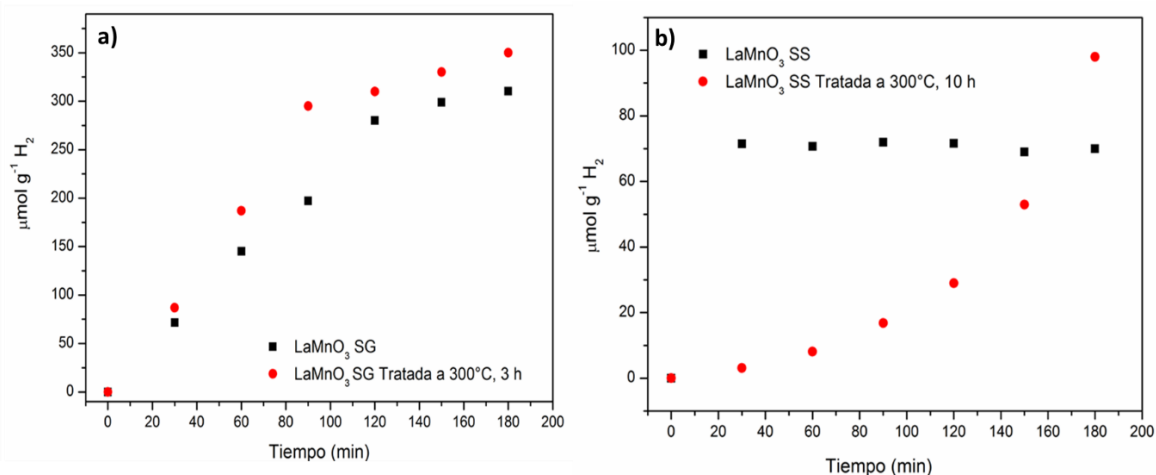 a)
350
300
250
200
150
100
50
0
μmol g⁻¹ H₂
LaMnO₃ SG
LaMnO₃ SG Tratada a 300°C, 3 h
0 20 40 60 80 100 120 140 160 180 200
Tiempo (min)
b)
100
80
60
40
20
0
μmol g⁻¹ H₂
LaMnO₃ SS
LaMnO₃ SS Tratada a 300°C, 10 h
0 20 40 60 80 100 120 140 160 180 200
Tiempo (min)